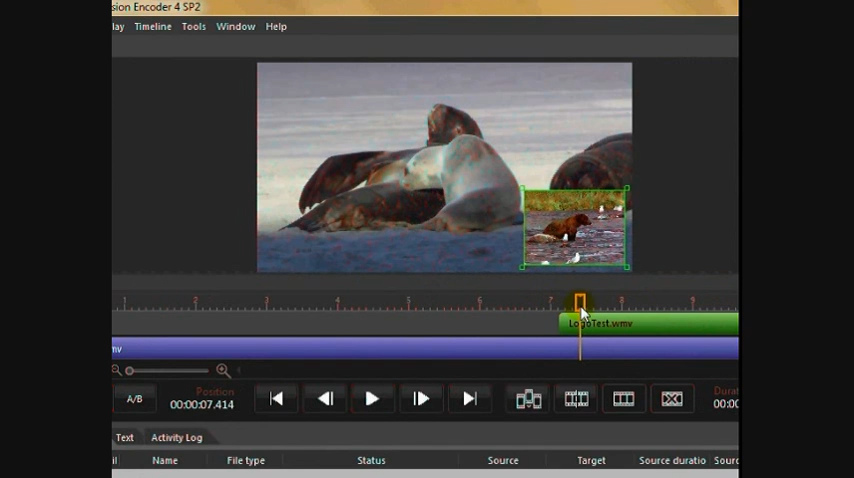 sion Encoder 4 SP2
lay Timeline Tools Window Help
1 2 3 4 5 6 7 8 9
LogoTest.wmv
mv
A/B
Position
00:00:07.414
Durat
00:00
Text Activity Log
il Name File type Status Source Target Source duratio Sourc